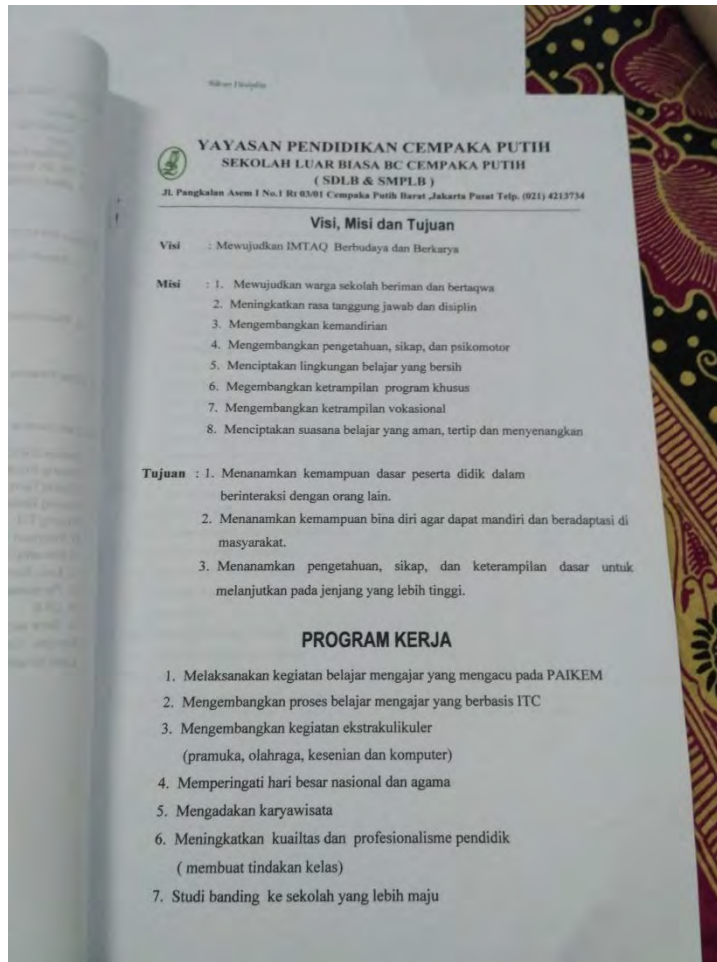 YAYASAN PENDIDIKAN CEMPAKA PUTIH
SEKOLAH LUAR BIASA BC CEMPAKA PUTIH
( SDLB & SMPLB )
Jl. Pangkalan Asem I No.1 Rt 03/01 Cempaka Putih Barat ,Jakarta Pusat Telp. (021) 4213734
Visi, Misi dan Tujuan
Visi : Mewujudkan IMTAQ Berbudaya dan Berkarya
Misi : 1. Mewujudkan warga sekolah beriman dan bertaqwa
2. Meningkatkan rasa tanggung jawab dan disiplin
3. Mengembangkan kemandirian
4. Mengembangkan pengetahuan, sikap, dan psikomotor
5. Menciptakan lingkungan belajar yang bersih
6. Megembangkan ketrampilan program khusus
7. Mengembangkan ketrampilan vokasional
8. Menciptakan suasana belajar yang aman, tertip dan menyenangkan
Tujuan : 1. Menanamkan kemampuan dasar peserta didik dalam
berinteraksi dengan orang lain.
2. Menanamkan kemampuan bina diri agar dapat mandiri dan beradaptasi di
masyarakat.
3. Menanamkan pengetahuan, sikap, dan keterampilan dasar untuk
melanjutkan pada jenjang yang lebih tinggi.
PROGRAM KERJA
1. Melaksanakan kegiatan belajar mengajar yang mengacu pada PAIKEM
2. Mengembangkan proses belajar mengajar yang berbasis ITC
3. Mengembangkan kegiatan ekstrakulikuler
(pramuka, olahraga, kesenian dan komputer)
4. Memperingati hari besar nasional dan agama
5. Mengadakan karyawisata
6. Meningkatkan kuailtas dan profesionalisme pendidik
( membuat tindakan kelas)
7. Studi banding ke sekolah yang lebih maju